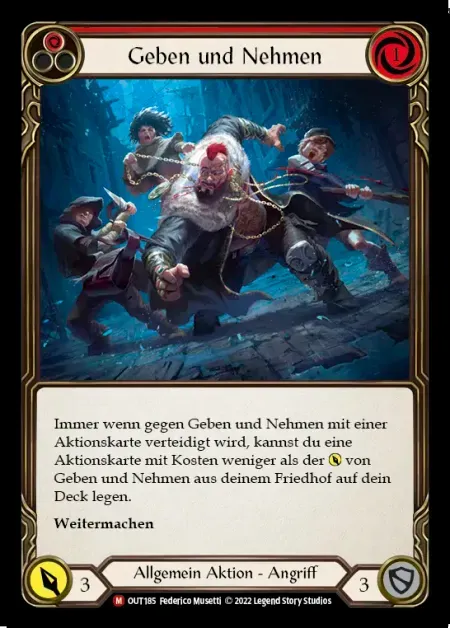 1
Geben und Nehmen
Immer wenn gegen Geben und Nehmen mit einer
Aktionskarte verteidigt wird, kannst du eine
Aktionskarte mit Kosten weniger als der von
Geben und Nehmen aus deinem Friedhof auf dein
Deck legen.
Weitermachen
3
Allgemein Aktion - Angriff
3
M OUT185 Federico Musetti © 2022 Legend Story Studios